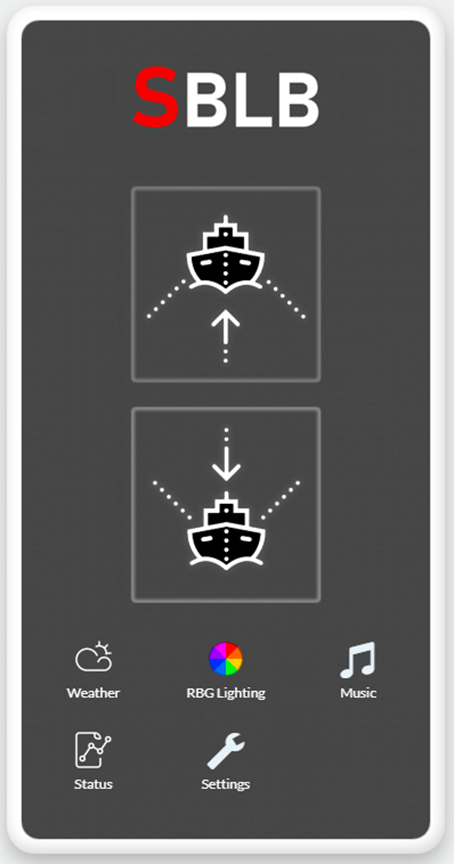 SBLB
Weather
RBG Lighting
Music
Status
Settings